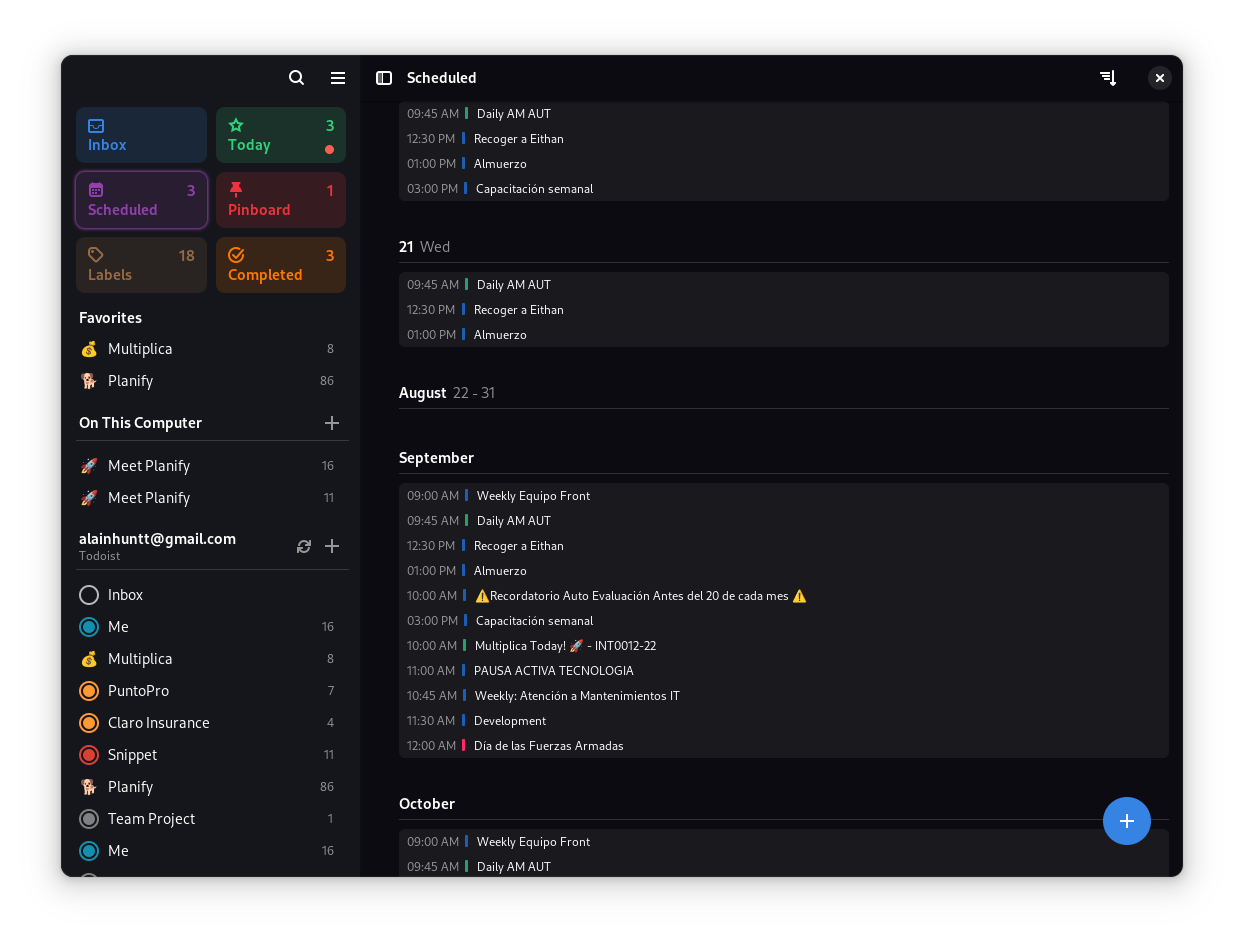 Scheduled
Inbox
Today 3
Scheduled 3
Pinboard 1
Labels 18
Completed 3
Favorites
Multiplica 8
Planify 86
On This Computer
Meet Planify 16
Meet Planify 11
alainhuntt@gmail.com
Todoist
Inbox
Me 16
Multiplica 8
PuntoPro 7
Claro Insurance 4
Snippet 11
Planify 86
Team Project 1
Me 16
09:45 AM Daily AM AUT
12:30 PM Recoger a Eithan
01:00 PM Almuerzo
03:00 PM Capacitación semanal
21 Wed
09:45 AM Daily AM AUT
12:30 PM Recoger a Eithan
01:00 PM Almuerzo
August 22 - 31
September
09:00 AM Weekly Equipo Front
09:45 AM Daily AM AUT
12:30 PM Recoger a Eithan
01:00 PM Almuerzo
10:00 AM ⚠️Recordatorio Auto Evaluación Antes del 20 de cada mes ⚠️
03:00 PM Capacitación semanal
10:00 AM Multiplica Today! 🚀 - INT0012-22
11:00 AM PAUSA ACTIVA TECNOLOGIA
10:45 AM Weekly: Atención a Mantenimientos IT
11:30 AM Development
12:00 AM Día de las Fuerzas Armadas
October
09:00 AM Weekly Equipo Front
09:45 AM Daily AM AUT